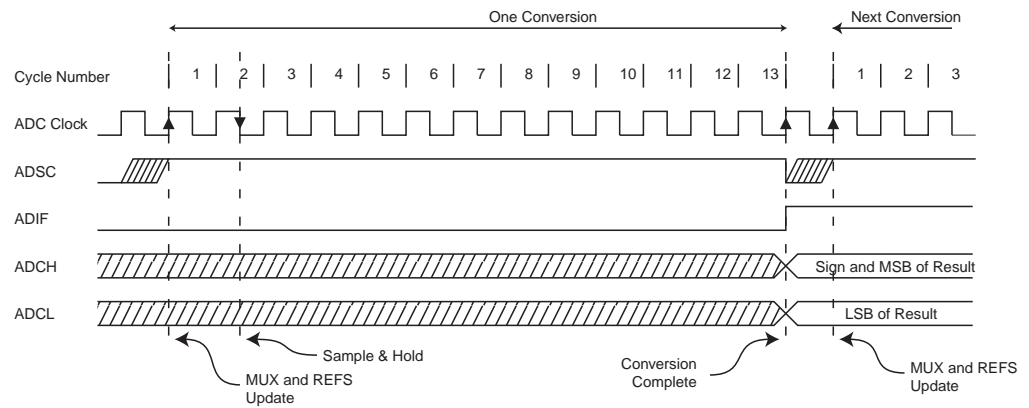 One Conversion Next Conversion
Cycle Number 1 2 3 4 5 6 7 8 9 10 11 12 13 1 2 3
ADC Clock
ADSC
ADIF
ADCH Sign and MSB of Result
ADCL LSB of Result
Sample & Hold
MUX and REFS
Update
Conversion
Complete
MUX and REFS
Update